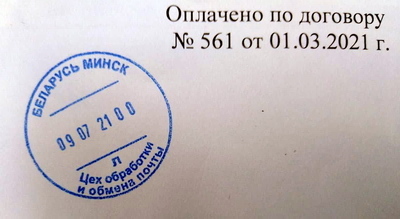 Оплачено по договору
№ 561 от 01.03.2021 г.
БЕЛАРУСЬ МИНСК
09 07 21 00
Л
Цех обработки
и обмена почты